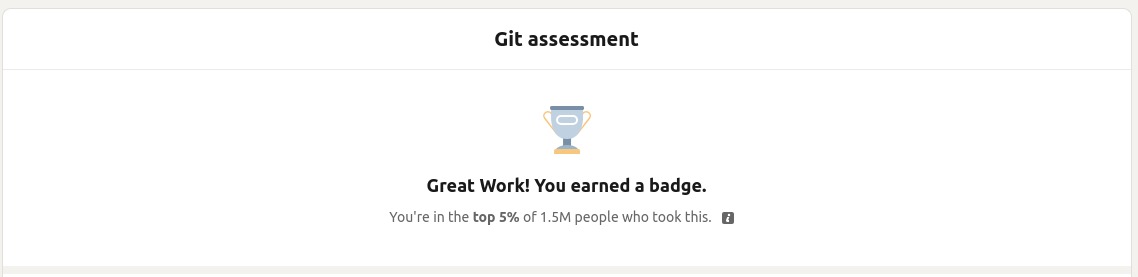 Git assessment
Great Work! You earned a badge.
You're in the top 5% of 1.5M people who took this.